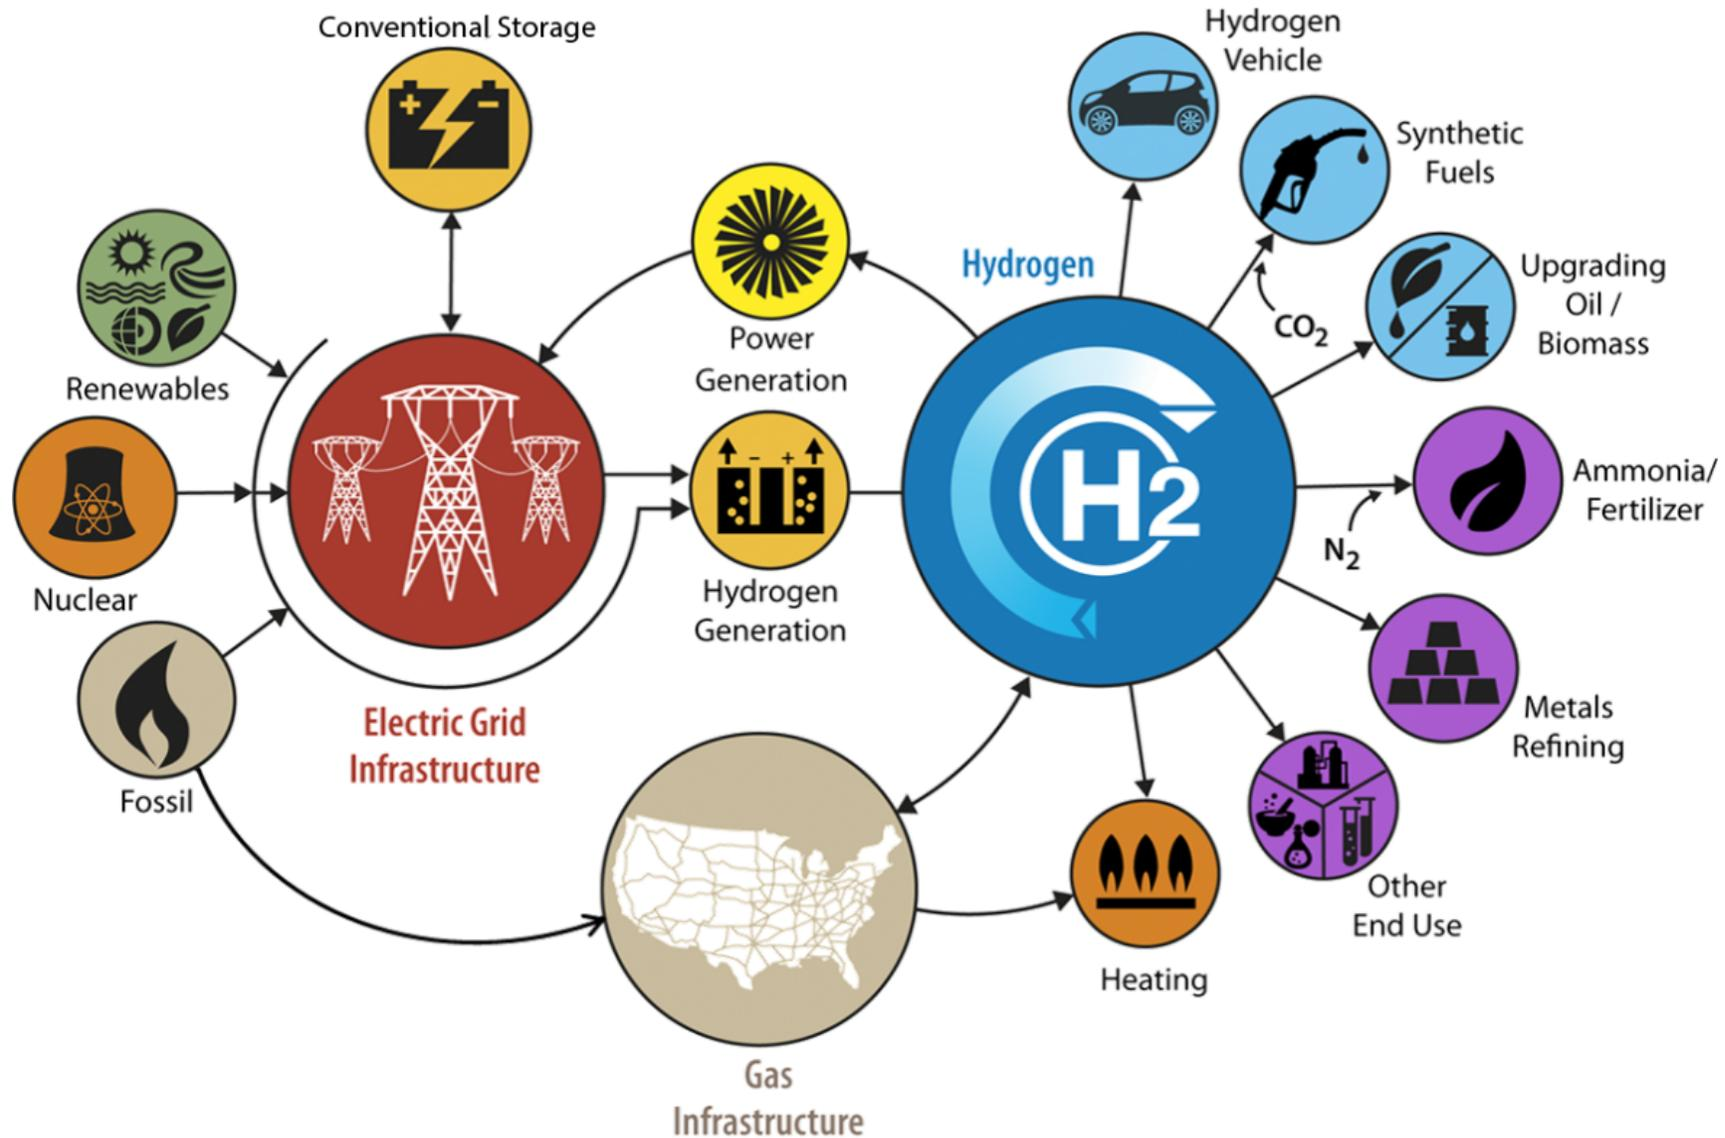 Conventional Storage
Hydrogen
Vehicle
Synthetic
Fuels
Upgrading
Oil /
Biomass
CO2
Hydrogen
Renewables
Power
Generation
H2
Ammonia/
Fertilizer
N2
Nuclear
Hydrogen
Generation
Electric Grid
Infrastructure
Metals
Refining
Fossil
Other
End Use
Heating
Gas
Infrastructure